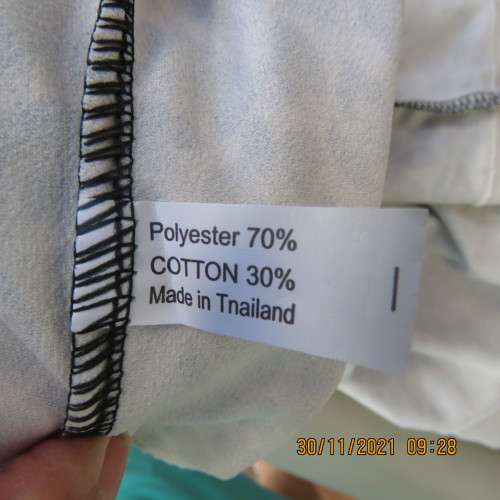 Polyester 70%
COTTON 30%
Made in Tnailand
30/11/2021 09:28